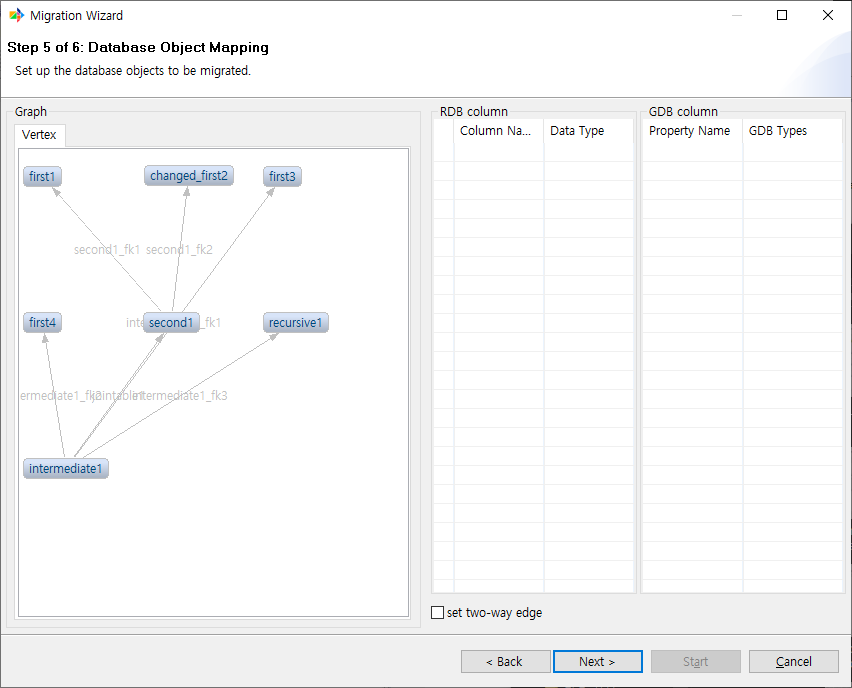 Migration Wizard
Step 5 of 6: Database Object Mapping
Set up the database objects to be migrated.
Graph
Vertex
first1
changed_first2
first3
second1_fk1
second1_fk2
first4
second1
_fk1
recursive1
intermediate1_fk3
intermediate1
RDB column
Column Na...
Data Type
GDB column
Property Name
GDB Types
set two-way edge
< Back
Next >
Start
Cancel